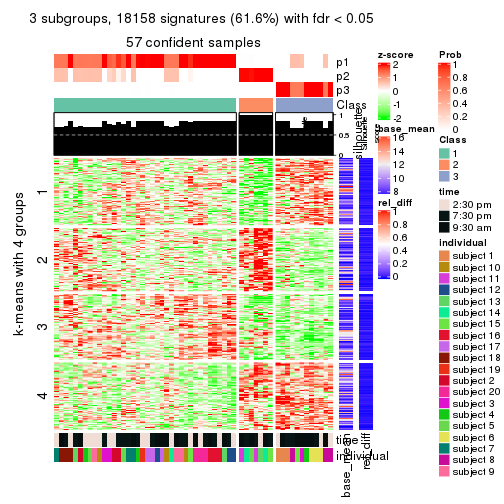 3 subgroups, 18158 signatures (61.6%) with fdr < 0.05
57 confident samples
p1
p2
p3
Class
1
0.5
0
silhouette
1
2
3
4
k-means with 4 groups
time
individual
base_mean
rel_diff
z-score
2
1
0
-1
-2
base_mean
16
14
12
10
8
rel_diff
1
0.8
0.6
0.4
0.2
0
Prob
1
0.8
0.6
0.4
0.2
0
Class
1
2
3
time
2:30 pm
7:30 pm
9:30 am
individual
subject 1
subject 10
subject 11
subject 12
subject 13
subject 14
subject 15
subject 16
subject 17
subject 18
subject 19
subject 2
subject 20
subject 3
subject 4
subject 5
subject 6
subject 7
subject 8
subject 9